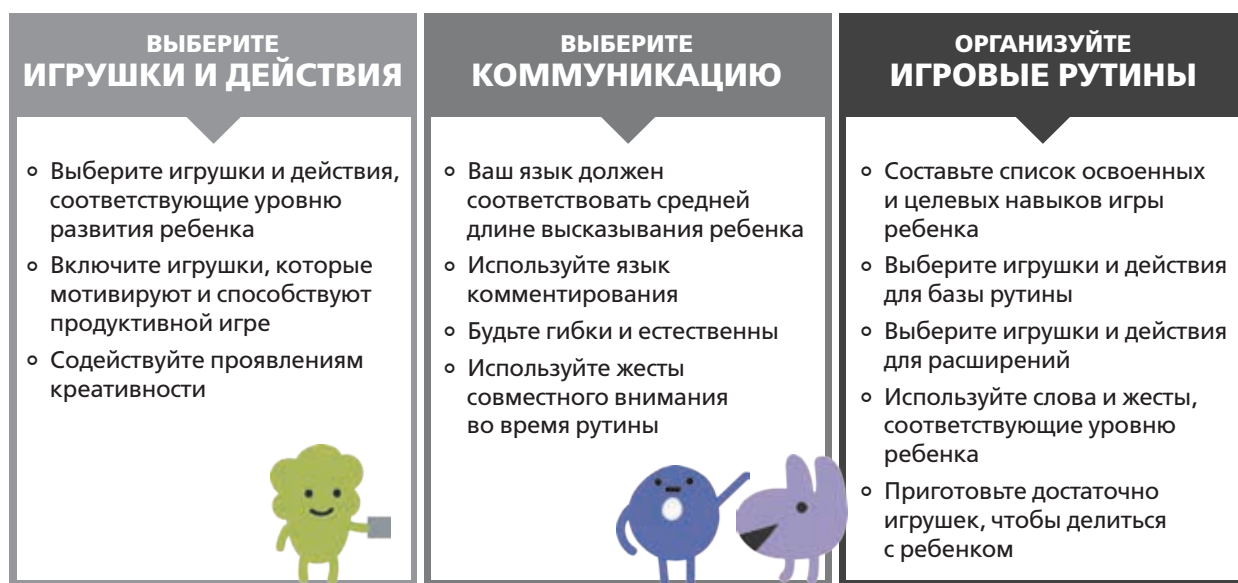 ВЫБЕРИТЕ
ИГРУШКИ И ДЕЙСТВИЯ
◦ Выберите игрушки и действия,
соответствующие уровню
развития ребенка
◦ Включите игрушки, которые
мотивируют и способствуют
продуктивной игре
◦ Содействуйте проявлениям
креативности
ВЫБЕРИТЕ
КОММУНИКАЦИЮ
◦ Ваш язык должен
соответствовать средней
длине высказывания ребенка
◦ Используйте язык
комментирования
◦ Будьте гибки и естественны
◦ Используйте жесты
совместного внимания
во время рутины
ОРГАНИЗУЙТЕ
ИГРОВЫЕ РУТИНЫ
◦ Составьте список освоенных
и целевых навыков игры
ребенка
◦ Выберите игрушки и действия
для базы рутины
◦ Выберите игрушки и действия
для расширений
◦ Используйте слова и жесты,
соответствующие уровню
ребенка
◦ Приготовьте достаточно
игрушек, чтобы делиться
с ребенком